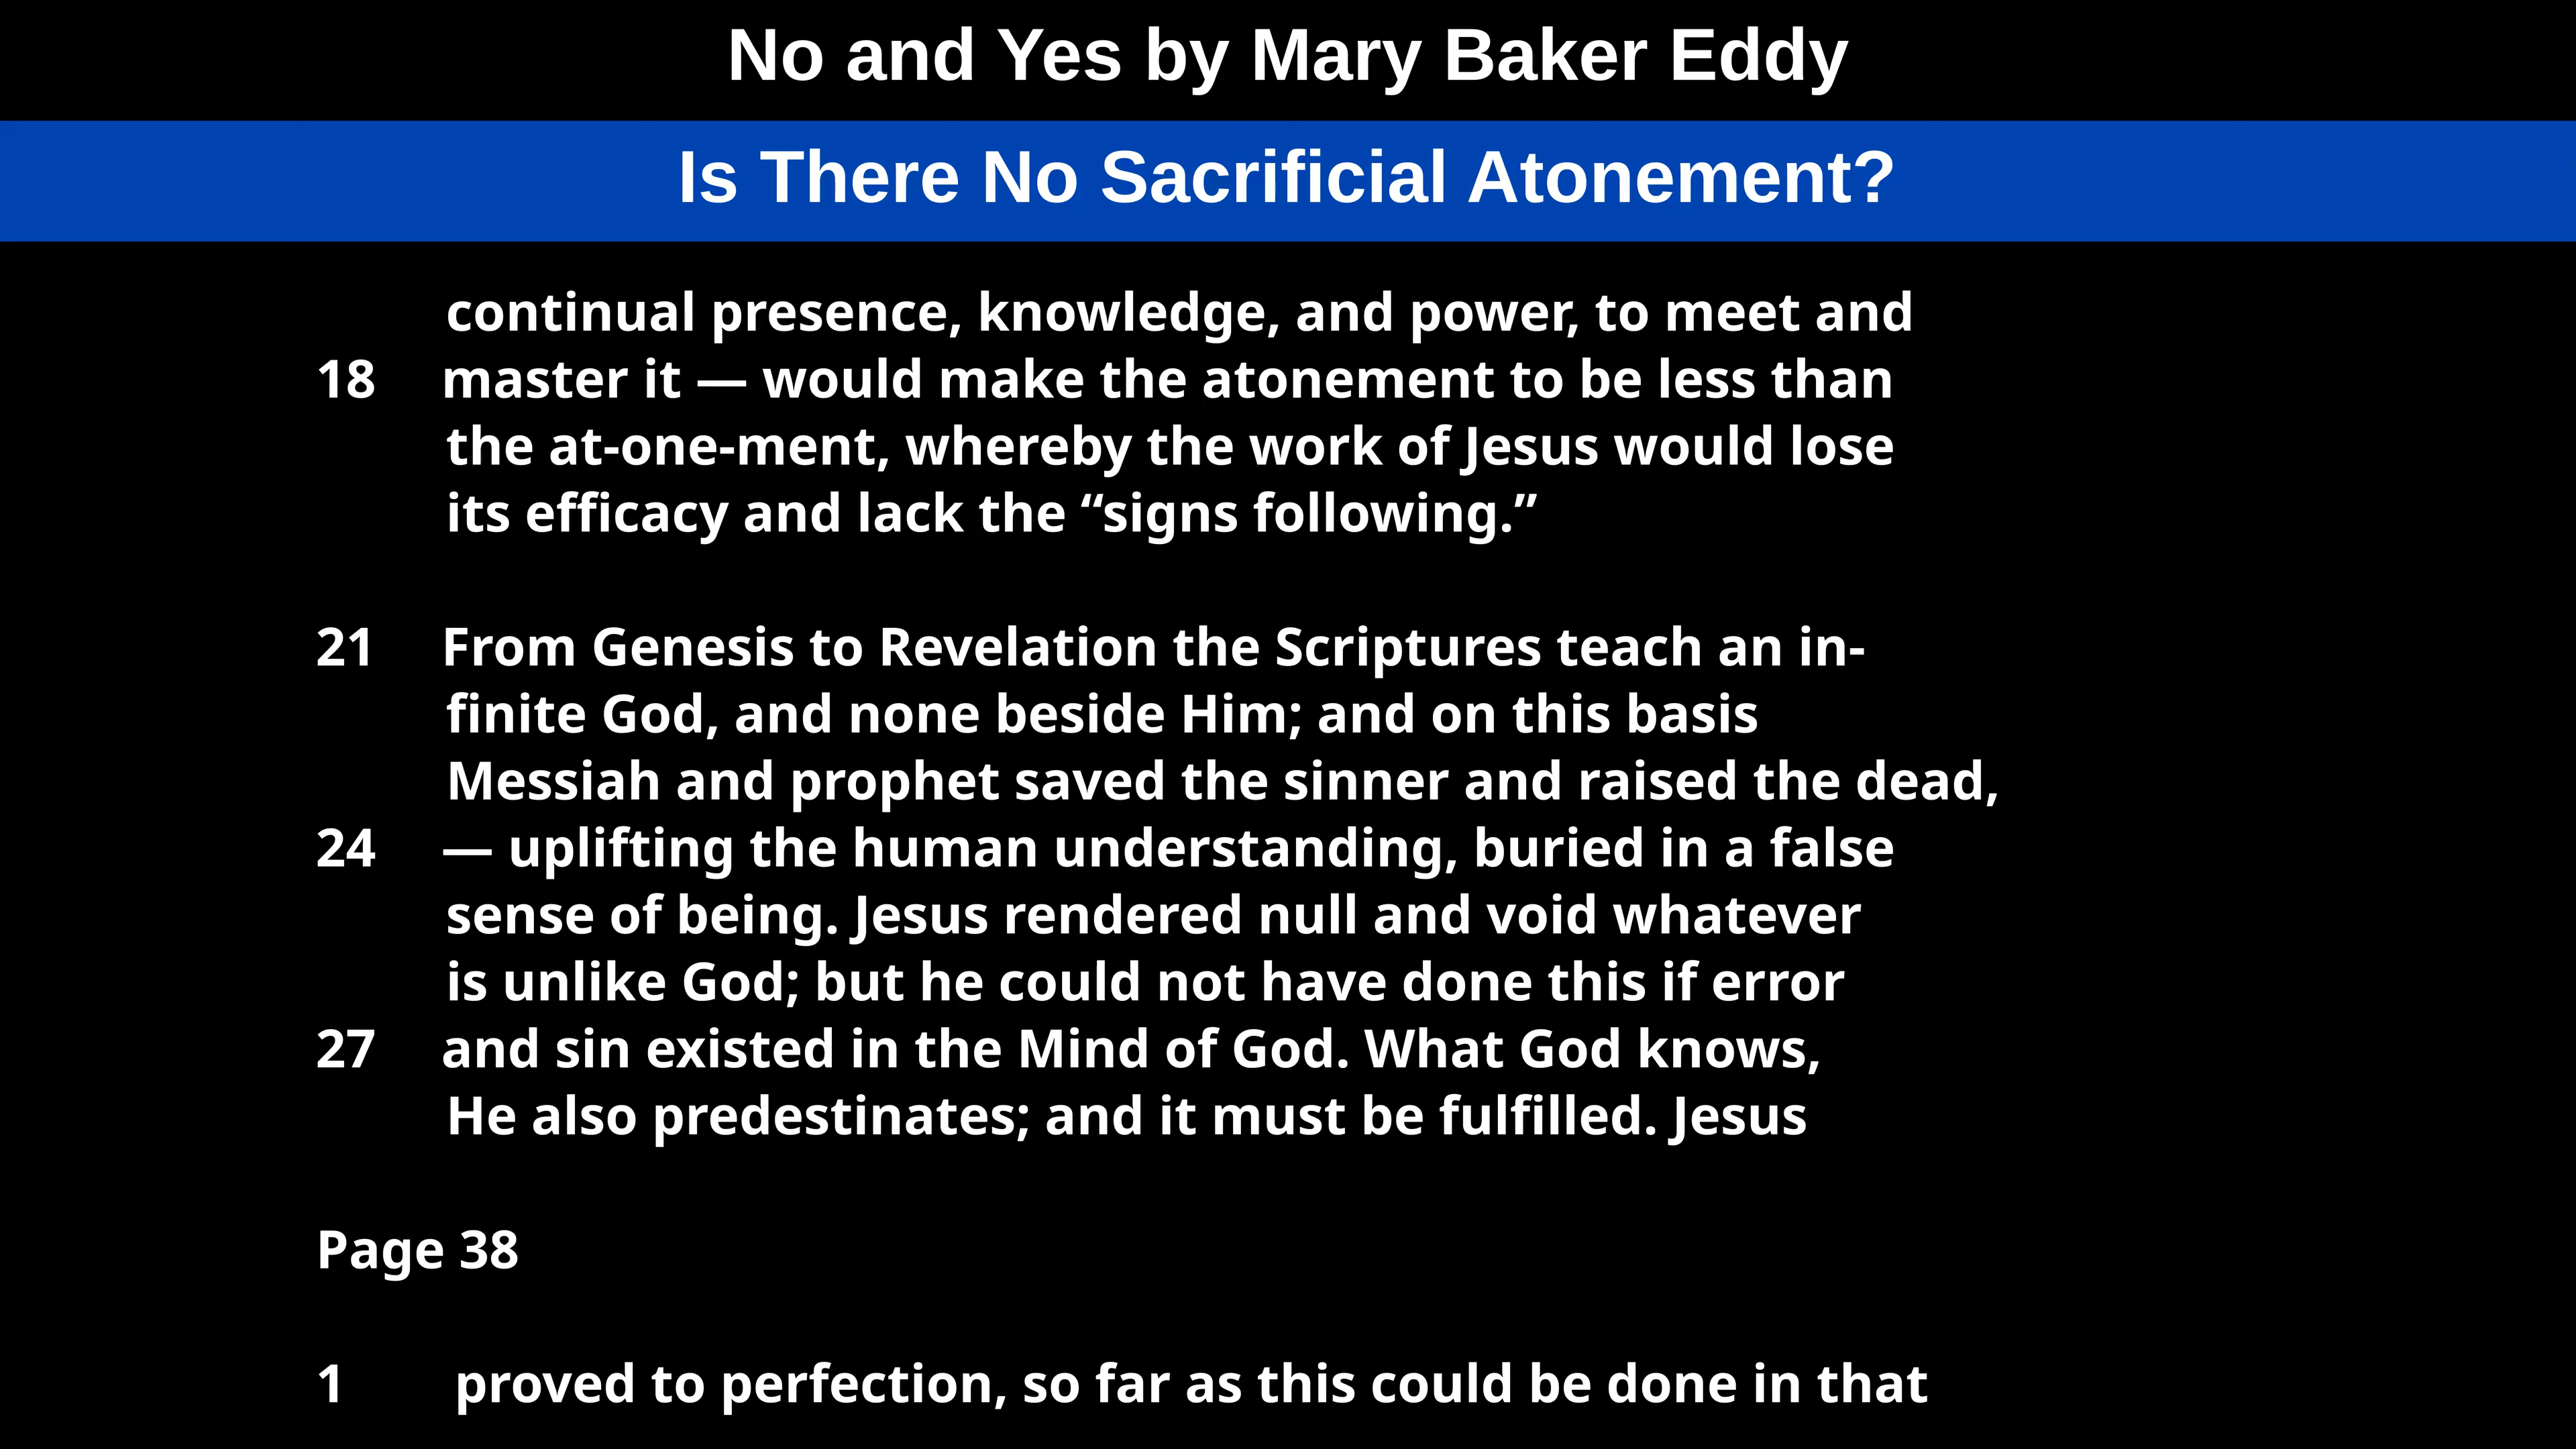 No and Yes by Mary Baker Eddy
Is There No Sacrificial Atonement?
continual presence, knowledge, and power, to meet and
18 master it — would make the atonement to be less than
the at-one-ment, whereby the work of Jesus would lose
its efficacy and lack the “signs following.”
21 From Genesis to Revelation the Scriptures teach an in-
finite God, and none beside Him; and on this basis
Messiah and prophet saved the sinner and raised the dead,
24 — uplifting the human understanding, buried in a false
sense of being. Jesus rendered null and void whatever
is unlike God; but he could not have done this if error
27 and sin existed in the Mind of God. What God knows,
He also predestinates; and it must be fulfilled. Jesus
Page 38
1 proved to perfection, so far as this could be done in that